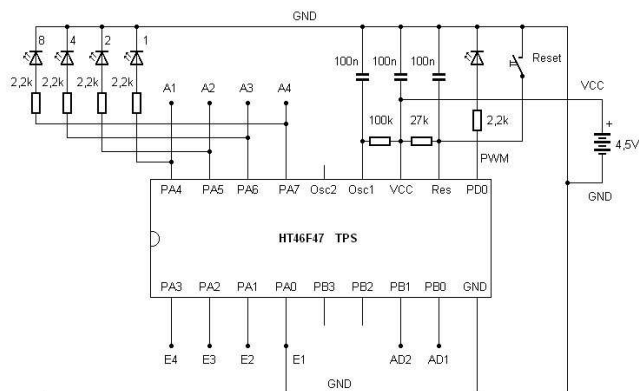 GND
8 4 2 1
2,2k 2,2k 2,2k 2,2k
A1 A2 A3 A4
100n 100n 100n
Reset
VCC
100k 27k 2,2k
+
4,5V
PWM
GND
PA4 PA5 PA6 PA7 Osc2 Osc1 VCC Res PD0
HT46F47 TPS
PA3 PA2 PA1 PA0 PB3 PB2 PB1 PB0 GND
E4 E3 E2 E1 AD2 AD1
GND